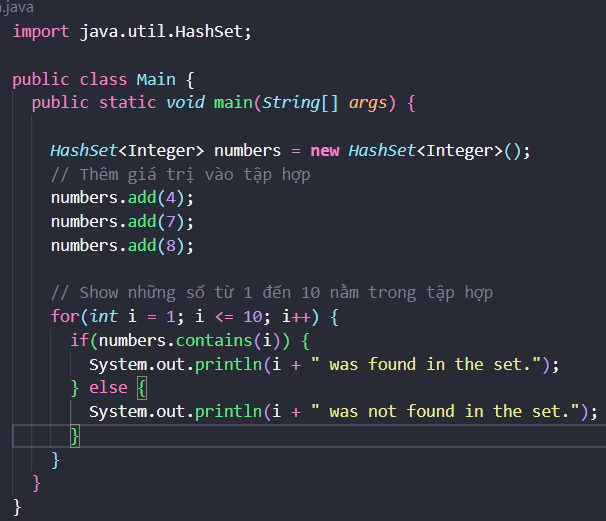 .java
import java.util.HashSet;
public class Main {
public static void main(String[] args) {
HashSet<Integer> numbers = new HashSet<Integer>();
// Thêm giá trị vào tập hợp
numbers.add(4);
numbers.add(7);
numbers.add(8);
// Show những số từ 1 đến 10 nằm trong tập hợp
for(int i = 1; i <= 10; i++) {
if(numbers.contains(i)) {
System.out.println(i + " was found in the set.");
} else {
System.out.println(i + " was not found in the set.");
}
}
}
}